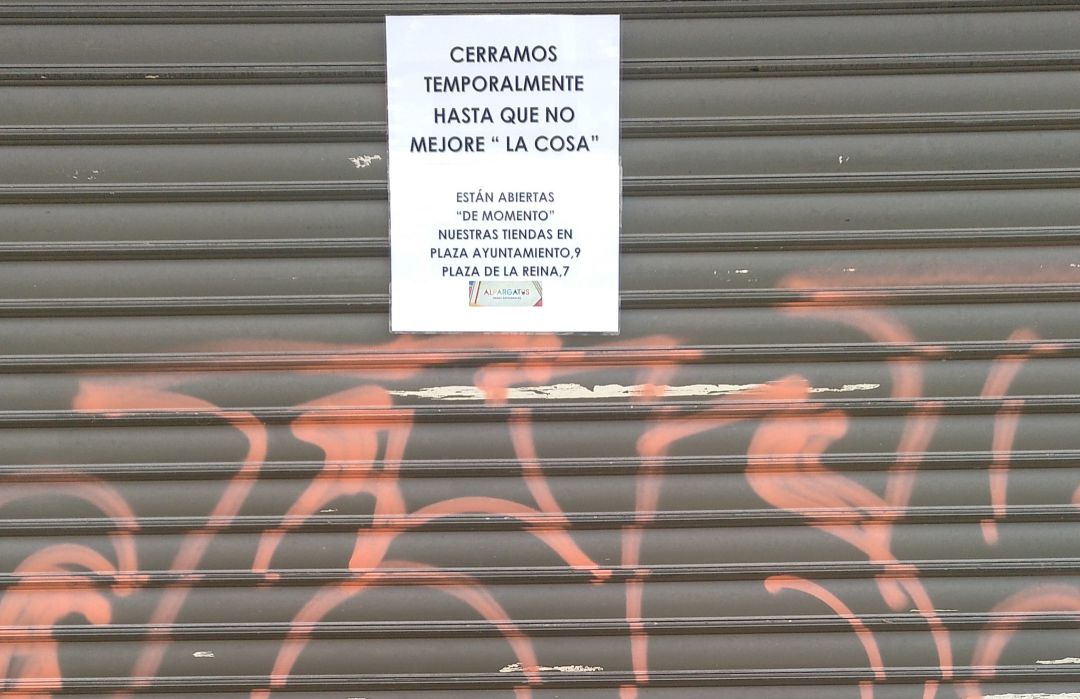 CERRAMOS
TEMPORALMENTE
HASTA QUE NO
MEJORE “ LA COSA”
ESTÁN ABIERTAS
“DE MOMENTO”
NUESTRAS TIENDAS EN
PLAZA AYUNTAMIENTO,9
PLAZA DE LA REINA,7
ALPARGATUS